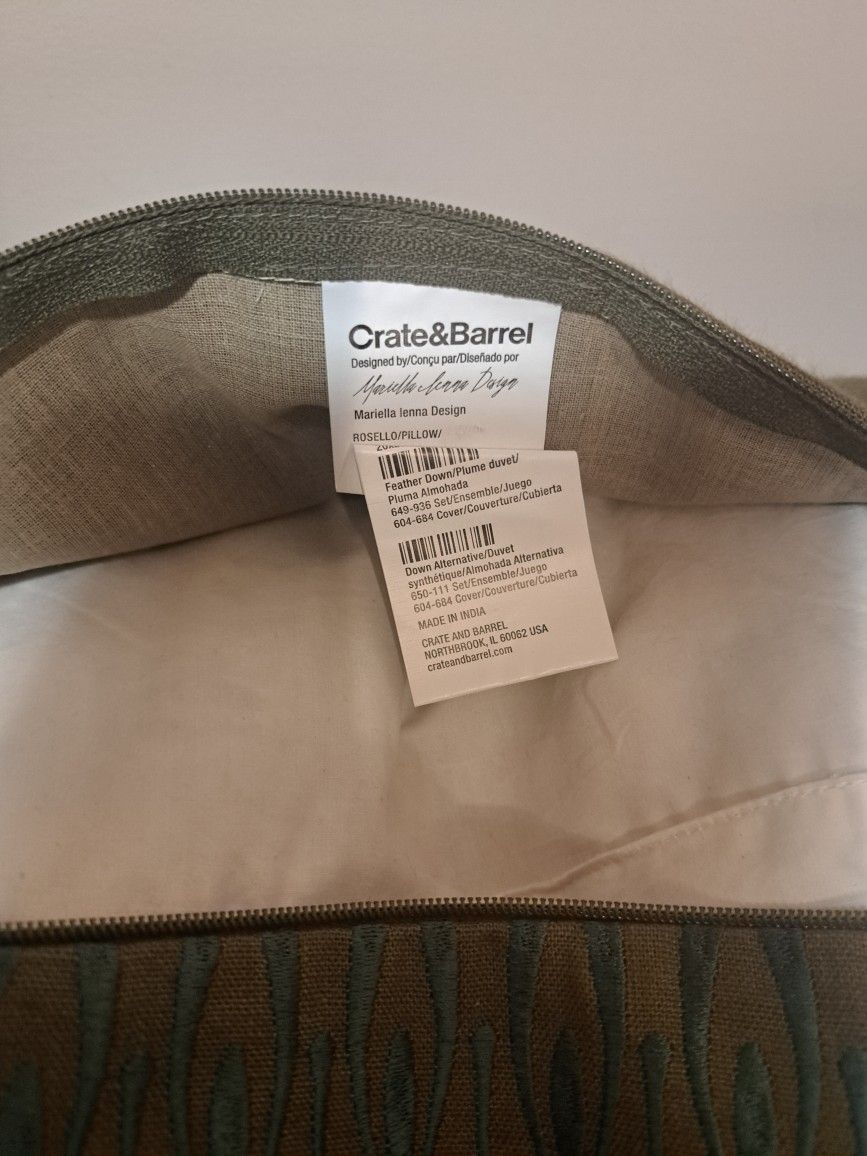 Crate&Barrel
Designed by/Conçu par/Diseñado por
Mariella Ienna Design
Mariella Ienna Design
ROSELLO/PILLOW/
Feather Down/Plume duvet/
Pluma Almohada
649-936 Set/Ensemble/Juego
604-684 Cover/Couverture/Cubierta
Down Alternative/Duvet
synthétique/Almohada Alternativa
650-111 Set/Ensemble/Juego
604-684 Cover/Couverture/Cubierta
MADE IN INDIA
CRATE AND BARREL
NORTHBROOK, IL 60062 USA
crateandbarrel.com